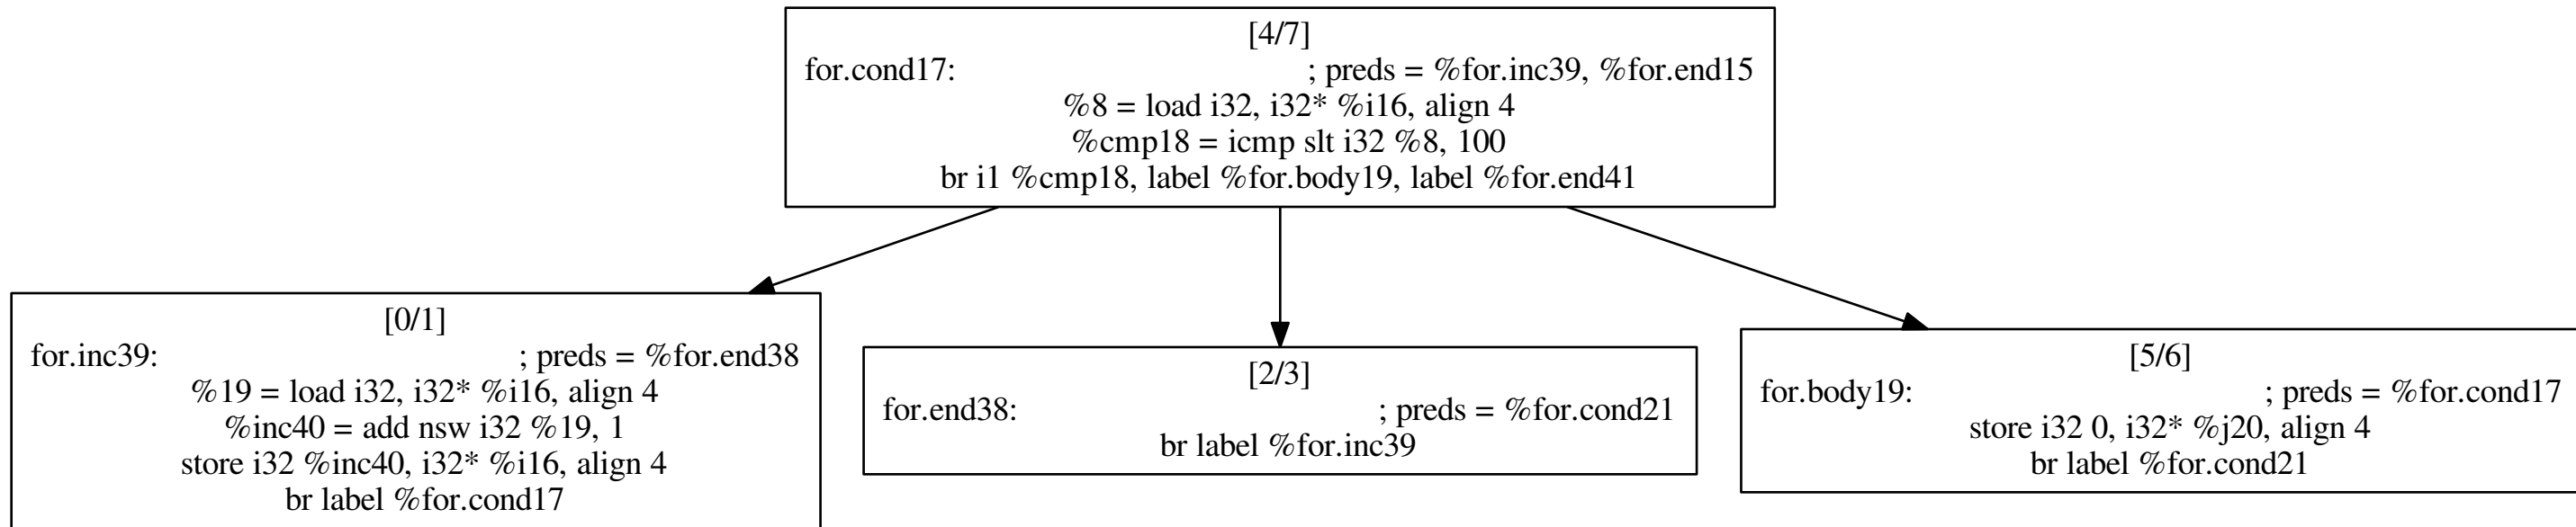 [4/7]
for.cond17: ; preds = %for.inc39, %for.end15
%8 = load i32, i32* %i16, align 4
%cmp18 = icmp slt i32 %8, 100
br i1 %cmp18, label %for.body19, label %for.end41
[0/1]
for.inc39: ; preds = %for.end38
%19 = load i32, i32* %i16, align 4
%inc40 = add nsw i32 %19, 1
store i32 %inc40, i32* %i16, align 4
br label %for.cond17
[2/3]
for.end38: ; preds = %for.cond21
br label %for.inc39
[5/6]
for.body19: ; preds = %for.cond17
store i32 0, i32* %j20, align 4
br label %for.cond21